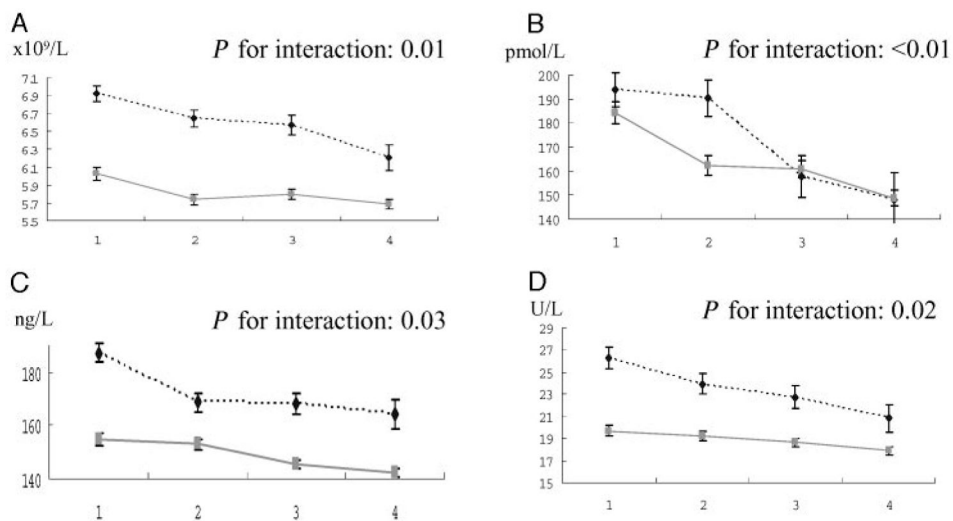 A
x10⁹/L
P for interaction: 0.01
7.1
6.9
6.7
6.5
6.3
6.1
5.9
5.7
5.5
1 2 3 4
B
pmol/L
P for interaction: <0.01
200
190
180
170
160
150
140
1 2 3 4
C
ng/L
P for interaction: 0.03
180
160
140
1 2 3 4
D
U/L
P for interaction: 0.02
29
27
25
23
21
19
17
15
1 2 3 4